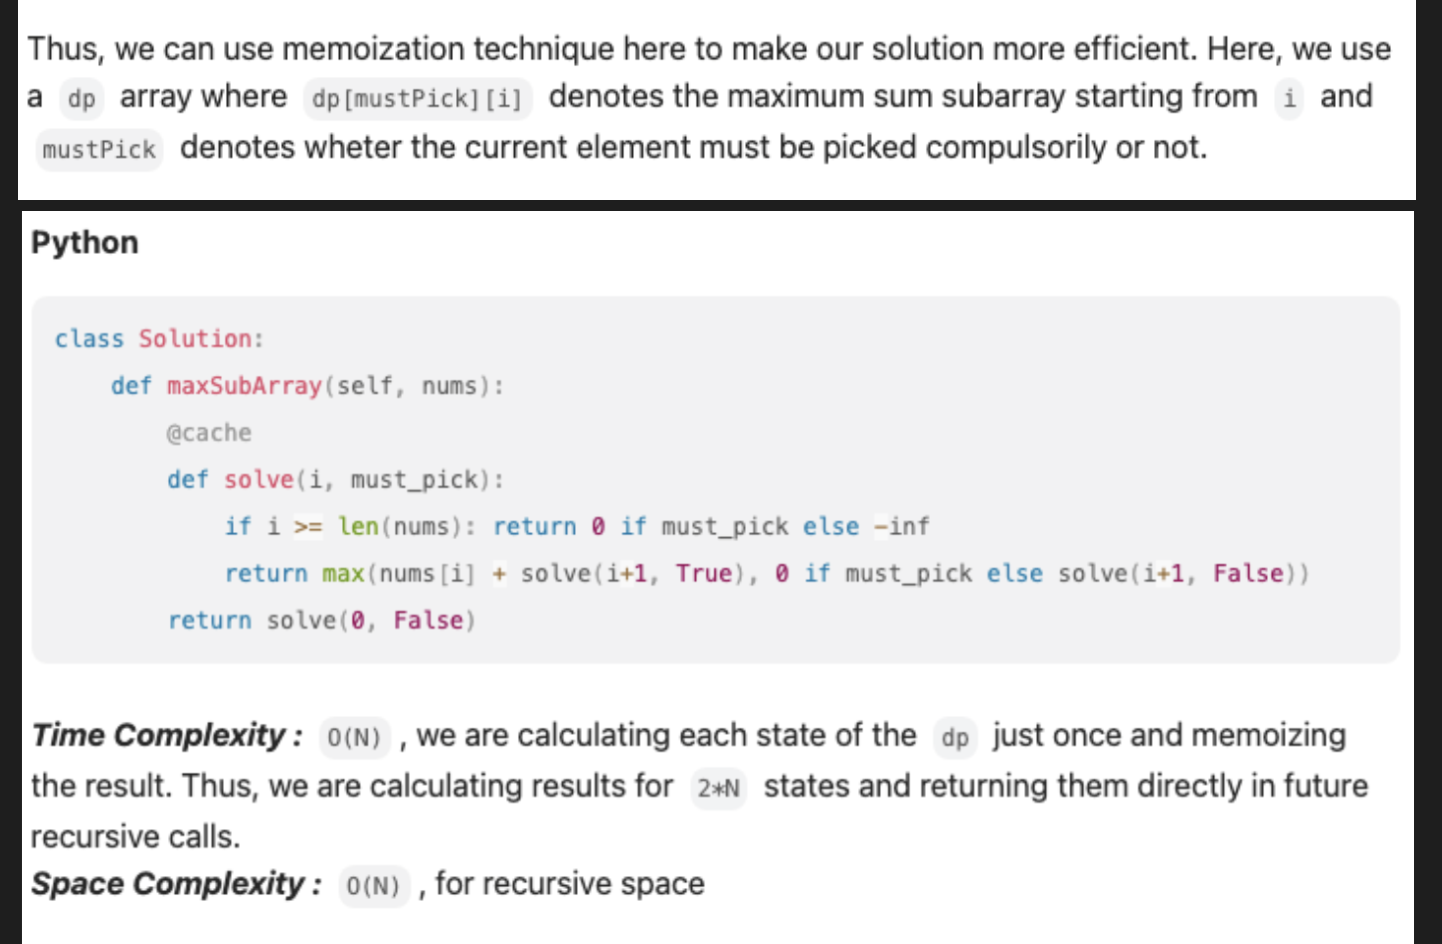 Thus, we can use memoization technique here to make our solution more efficient. Here, we use
a dp array where dp[mustPick][i] denotes the maximum sum subarray starting from i and
mustPick denotes wheter the current element must be picked compulsorily or not.
Python
class Solution:
    def maxSubArray(self, nums):
        @cache
        def solve(i, must_pick):
            if i >= len(nums): return 0 if must_pick else -inf
            return max(nums[i] + solve(i+1, True), 0 if must_pick else solve(i+1, False))
        return solve(0, False)
Time Complexity : O(N) , we are calculating each state of the dp just once and memoizing
the result. Thus, we are calculating results for 2*N states and returning them directly in future
recursive calls.
Space Complexity : O(N) , for recursive space